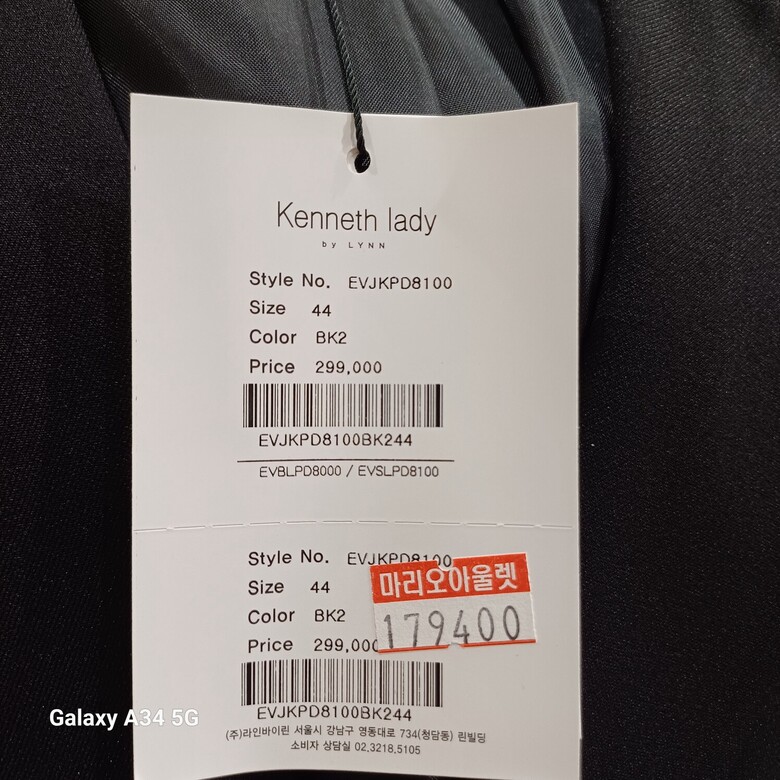 Kenneth lady
by LYNN
Style No. EVJKPD8100
Size 44
Color BK2
Price 299,000
EVJKPD8100BK244
EVBLPD8000 / EVSLPD8100
Style No. EVJKPD8100
마리오아울렛
Size 44
Color BK2
179400
Price 299,000
EVJKPD8100BK244
Galaxy A34 5G
(주)라인바이린 서울시 강남구 영동대로 734(청담동) 린빌딩
소비자 상담실 02.3218.5105